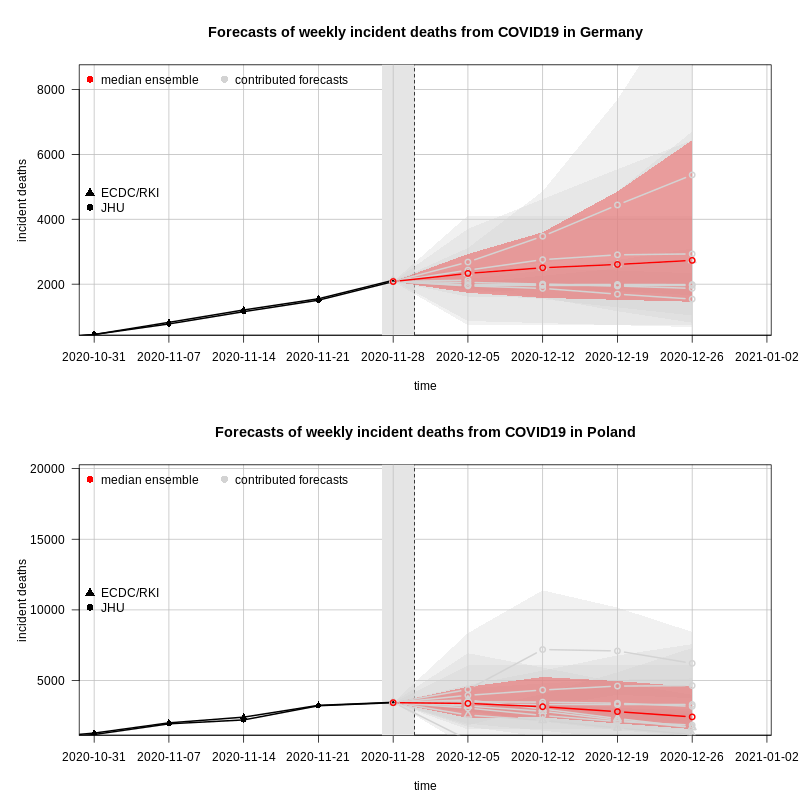 Forecasts of weekly incident deaths from COVID19 in Germany
median ensemble contributed forecasts
8000
6000
ECDC/RKI
JHU
4000
2000
incident deaths
2020-10-31 2020-11-07 2020-11-14 2020-11-21 2020-11-28 2020-12-05 2020-12-12 2020-12-19 2020-12-26 2021-01-02
time
Forecasts of weekly incident deaths from COVID19 in Poland
20000
median ensemble contributed forecasts
15000
ECDC/RKI
10000
JHU
5000
incident deaths
2020-10-31 2020-11-07 2020-11-14 2020-11-21 2020-11-28 2020-12-05 2020-12-12 2020-12-19 2020-12-26 2021-01-02
time